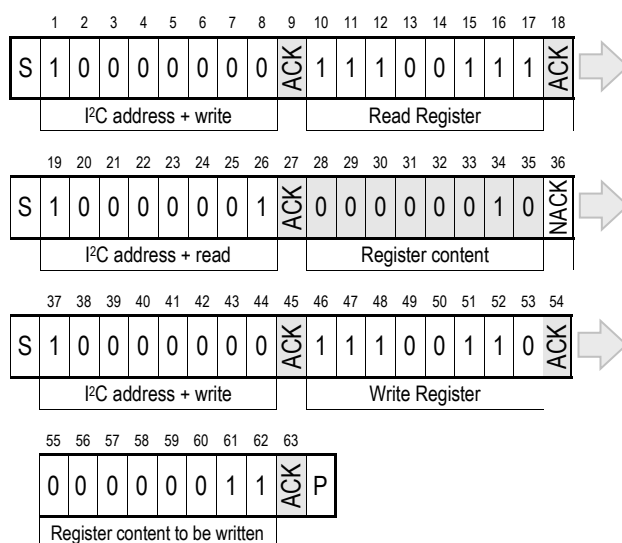 1 2 3 4 5 6 7 8 9 10 11 12 13 14 15 16 17 18
S 1 0 0 0 0 0 0 0 ACK 1 1 1 0 0 1 1 1 ACK
I²C address + write Read Register
19 20 21 22 23 24 25 26 27 28 29 30 31 32 33 34 35 36
S 1 0 0 0 0 0 0 1 ACK 0 0 0 0 0 0 1 0 NACK
I²C address + read Register content
37 38 39 40 41 42 43 44 45 46 47 48 49 50 51 52 53 54
S 1 0 0 0 0 0 0 0 ACK 1 1 1 0 0 1 1 0 ACK
I²C address + write Write Register
55 56 57 58 59 60 61 62 63
0 0 0 0 0 0 1 1 ACK P
Register content to be written